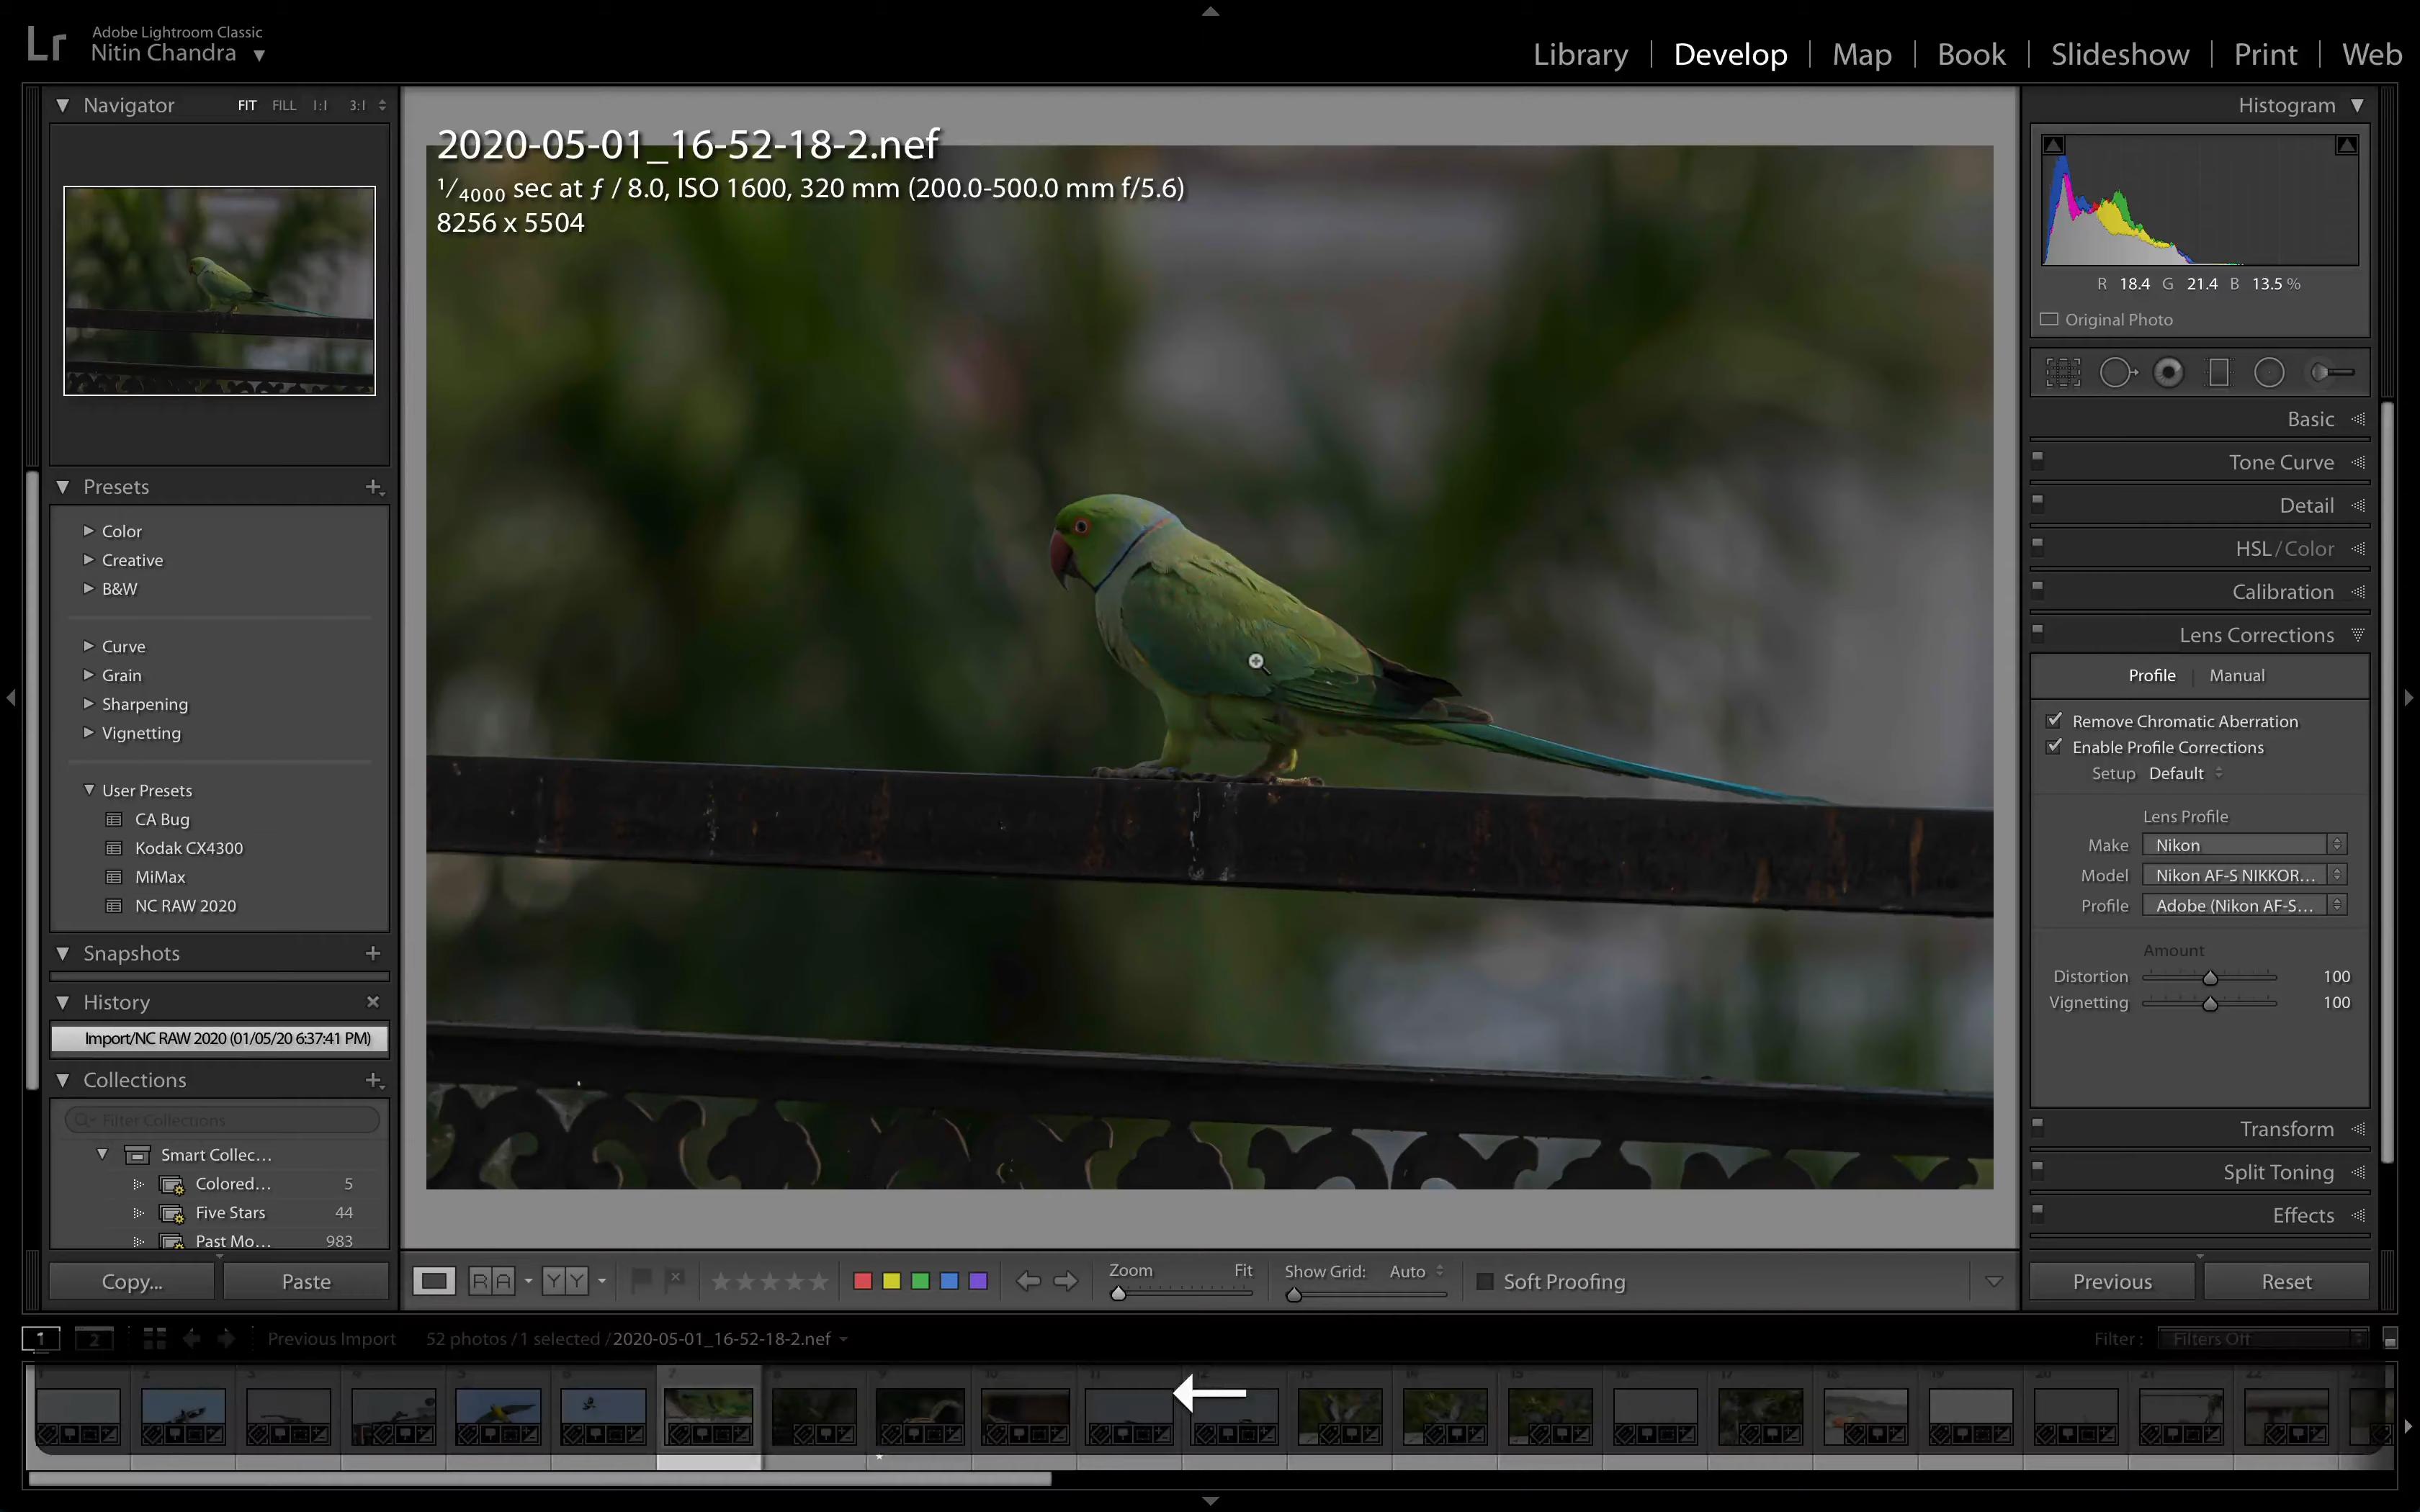 Lr
Adobe Lightroom Classic
Nitin Chandra
Library | Develop | Map | Book | Slideshow | Print | Web
Navigator FIT FILL 1:1 3:1
Presets
Color
Creative
B&W
Curve
Grain
Sharpening
Vignetting
User Presets
CA Bug
Kodak CX4300
MiMax
NC RAW 2020
Snapshots
History
Import/NC RAW 2020 (01/05/20 6:37:41 PM)
Collections
Filter Collections
Smart Collec...
Colored... 5
Five Stars 44
Past Mo... 983
Copy... Paste
2020-05-01_16-52-18-2.nef
1/4000 sec at ƒ / 8.0, ISO 1600, 320 mm (200.0-500.0 mm f/5.6)
8256 x 5504
R A Y Y Zoom Fit Show Grid: Auto Soft Proofing
Histogram
R 18.4 G 21.4 B 13.5 %
Original Photo
Basic
Tone Curve
Detail
HSL / Color
Calibration
Lens Corrections
Profile | Manual
Remove Chromatic Aberration
Enable Profile Corrections
Setup Default
Lens Profile
Make Nikon
Model Nikon AF-S NIKKOR...
Profile Adobe (Nikon AF-S...
Amount
Distortion 100
Vignetting 100
Transform
Split Toning
Effects
Previous Reset
1 2 Previous Import 52 photos / 1 selected / 2020-05-01_16-52-18-2.nef Filter : Filters Off